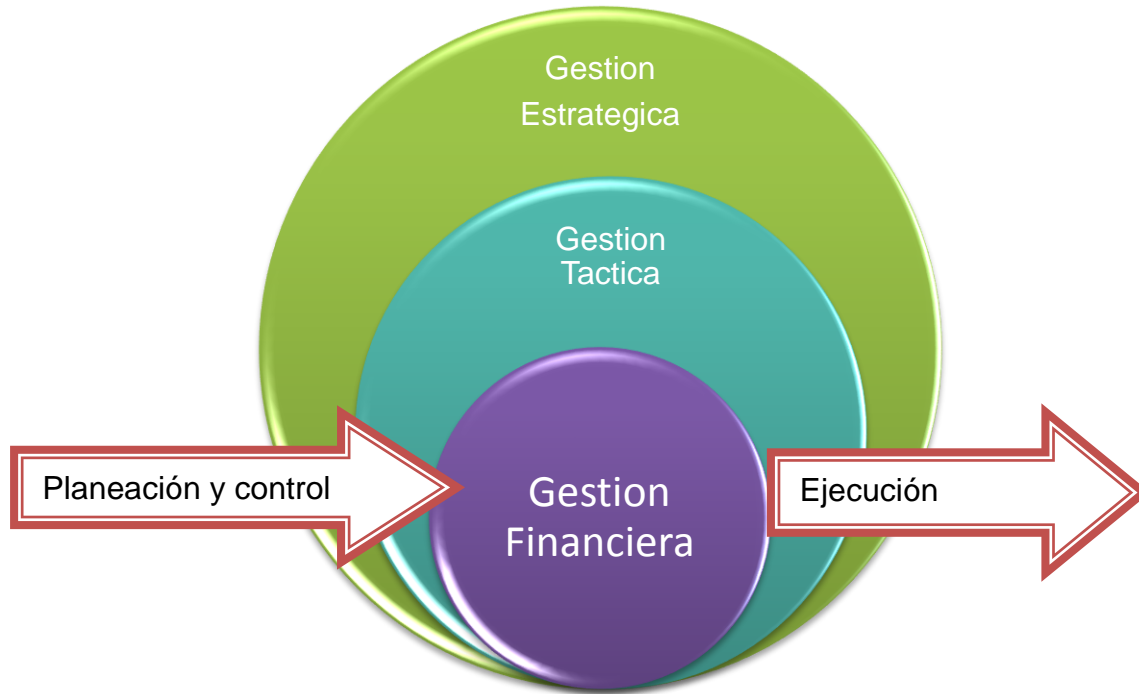 Gestion
Estrategica
Gestion
Tactica
Planeación y control
Gestion
Financiera
Ejecución